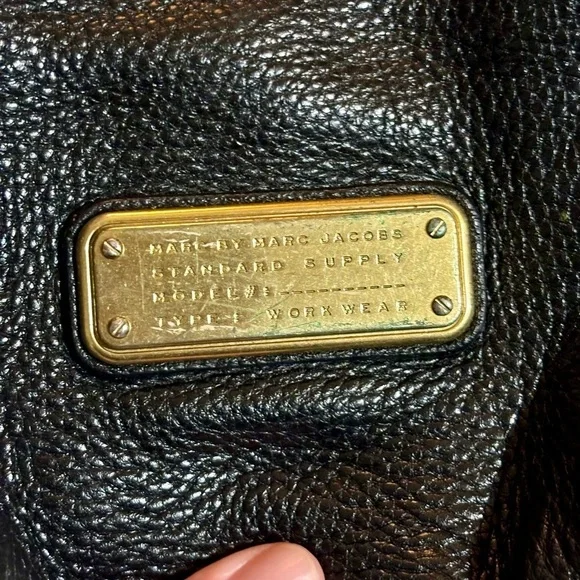 MARC BY MARC JACOBS
STANDARD SUPPLY
MODEL#: -----------
TYPE: WORKWEAR